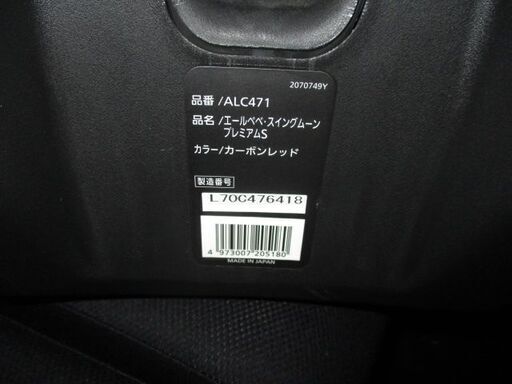 2070749Y
品番 /ALC471
品名 /エールベベ・スイングムーン
プレミアムS
カラー/カーボンレッド
製造番号
L70C476418
4 973007 205180
MADE IN JAPAN